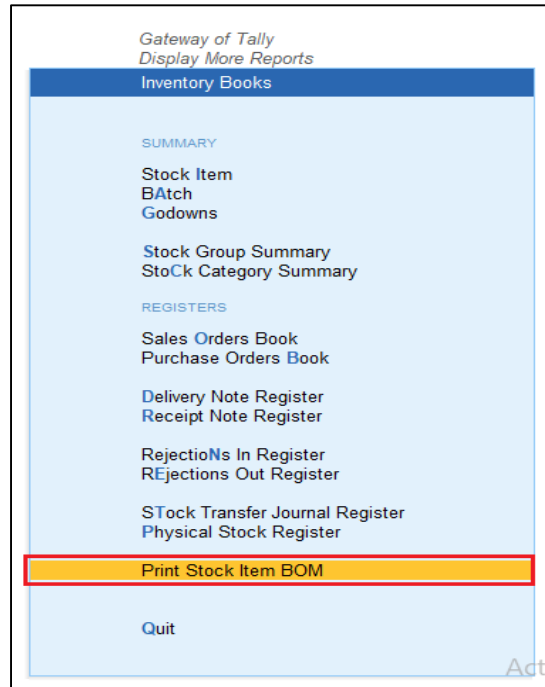 Gateway of Tally
Display More Reports
Inventory Books
SUMMARY
Stock Item
BAtch
Godowns
Stock Group Summary
StoCk Category Summary
REGISTERS
Sales Orders Book
Purchase Orders Book
Delivery Note Register
Receipt Note Register
RejectioNs In Register
REjections Out Register
STock Transfer Journal Register
Physical Stock Register
Print Stock Item BOM
Quit
Act